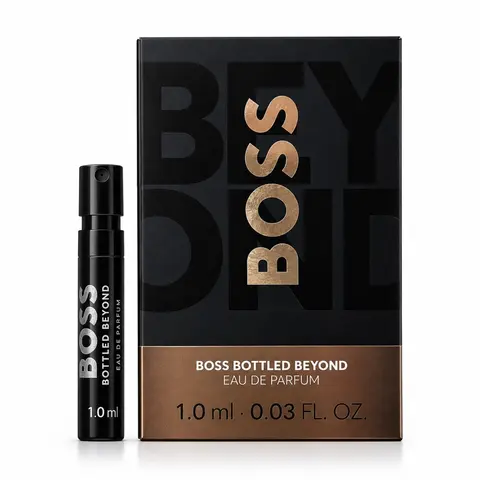 BEY
OND
BOSS
BOSS BOTTLED BEYOND
EAU DE PARFUM
1.0 ml · 0.03 FL. OZ.
BOSS
BOTTLED BEYOND
EAU DE PARFUM
1.0 ml